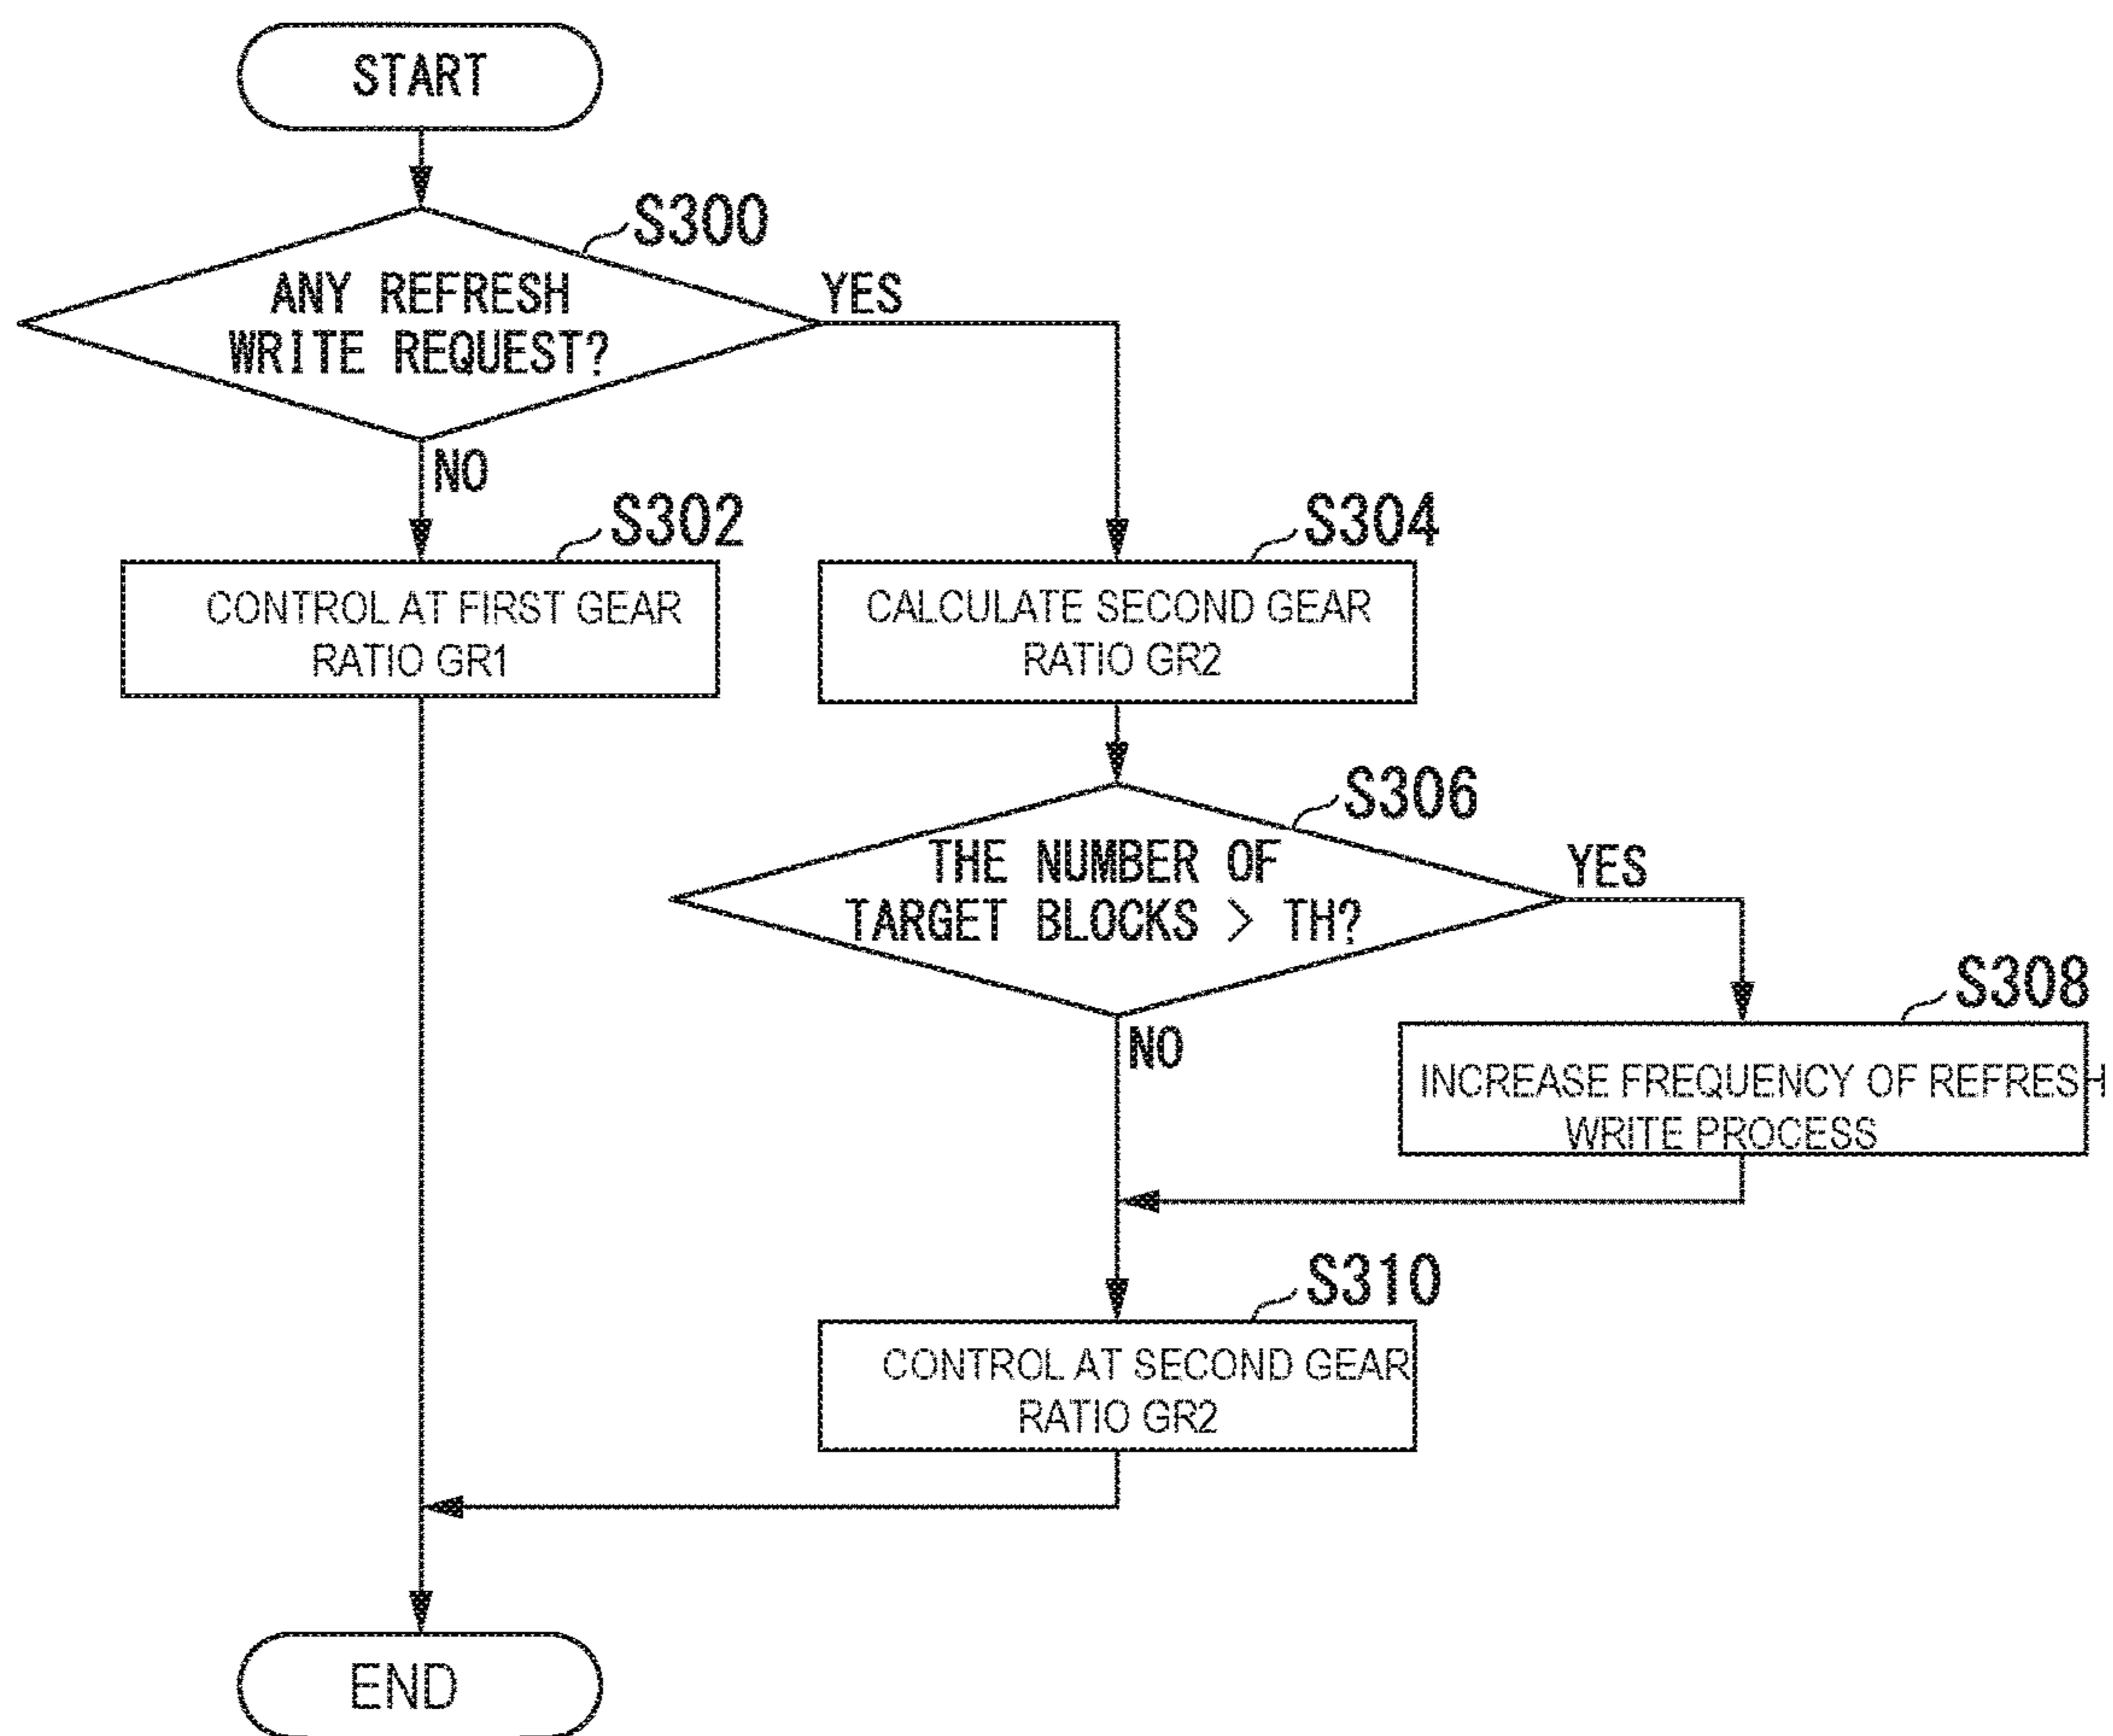 START
S300
ANY REFRESH
WRITE REQUEST?
YES
NO
S302
CONTROL AT FIRST GEAR
RATIO GR1
S304
CALCULATE SECOND GEAR
RATIO GR2
S306
THE NUMBER OF
TARGET BLOCKS > TH?
YES
NO
S308
INCREASE FREQUENCY OF REFRESH
WRITE PROCESS
S310
CONTROL AT SECOND GEAR
RATIO GR2
END